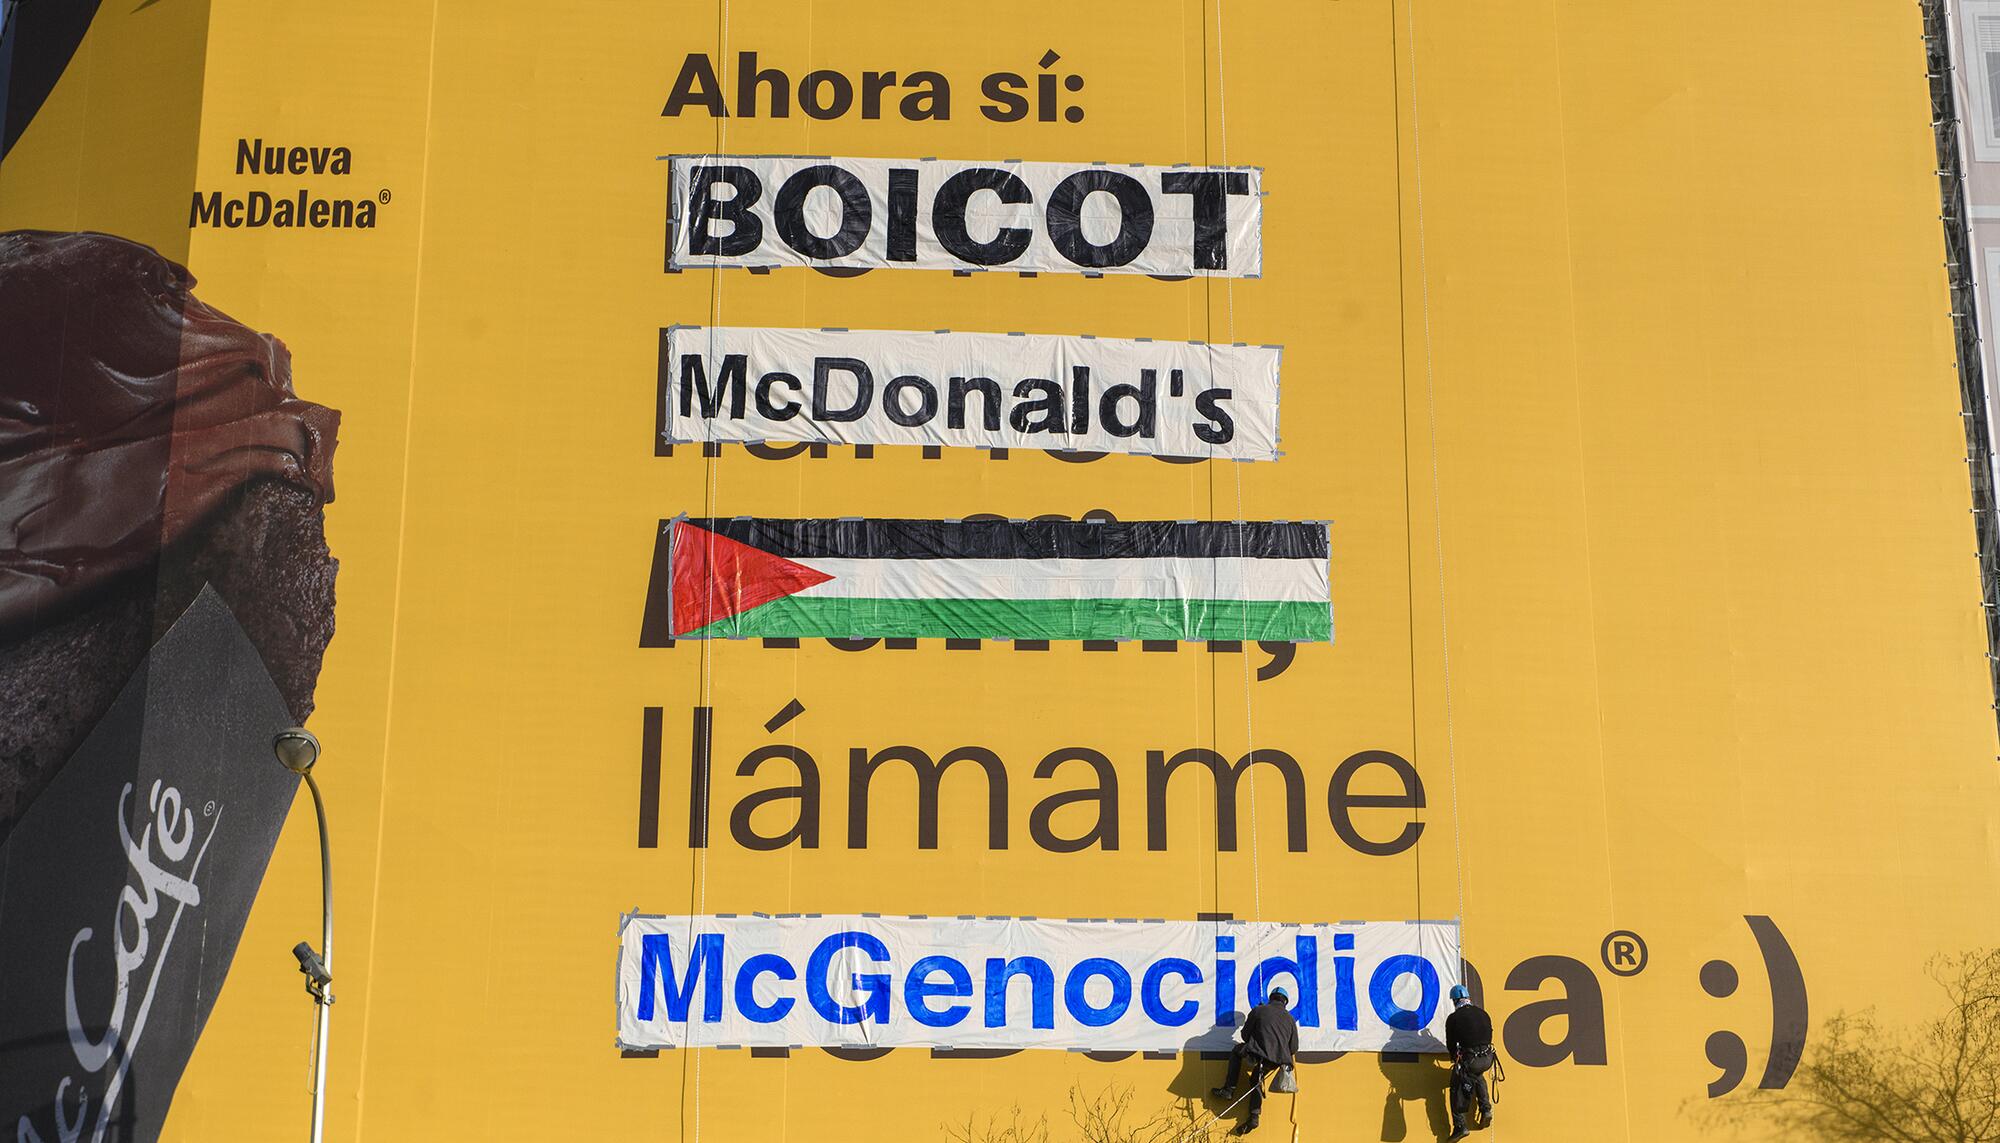 Ahora sí:
BOICOT
McDonald's
llámame
McGenocidio a® ;)
Nueva
McDalena®
McCafé®